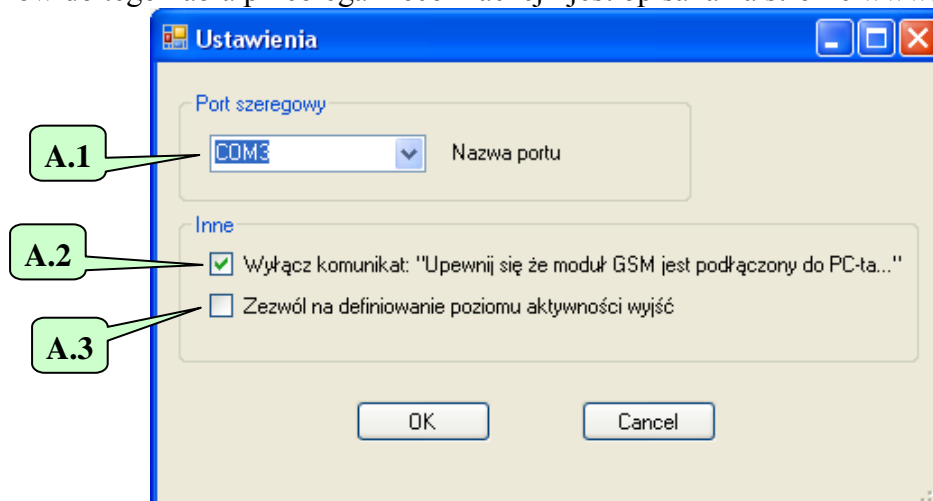 Ustawienia
Port szeregowy
A.1
COM3
Nazwa portu
Inne
A.2
Wyłącz komunikat: "Upewnij się że moduł GSM jest podłączony do PC-ta..."
Zezwól na definiowanie poziomu aktywności wyjść
A.3
OK
Cancel